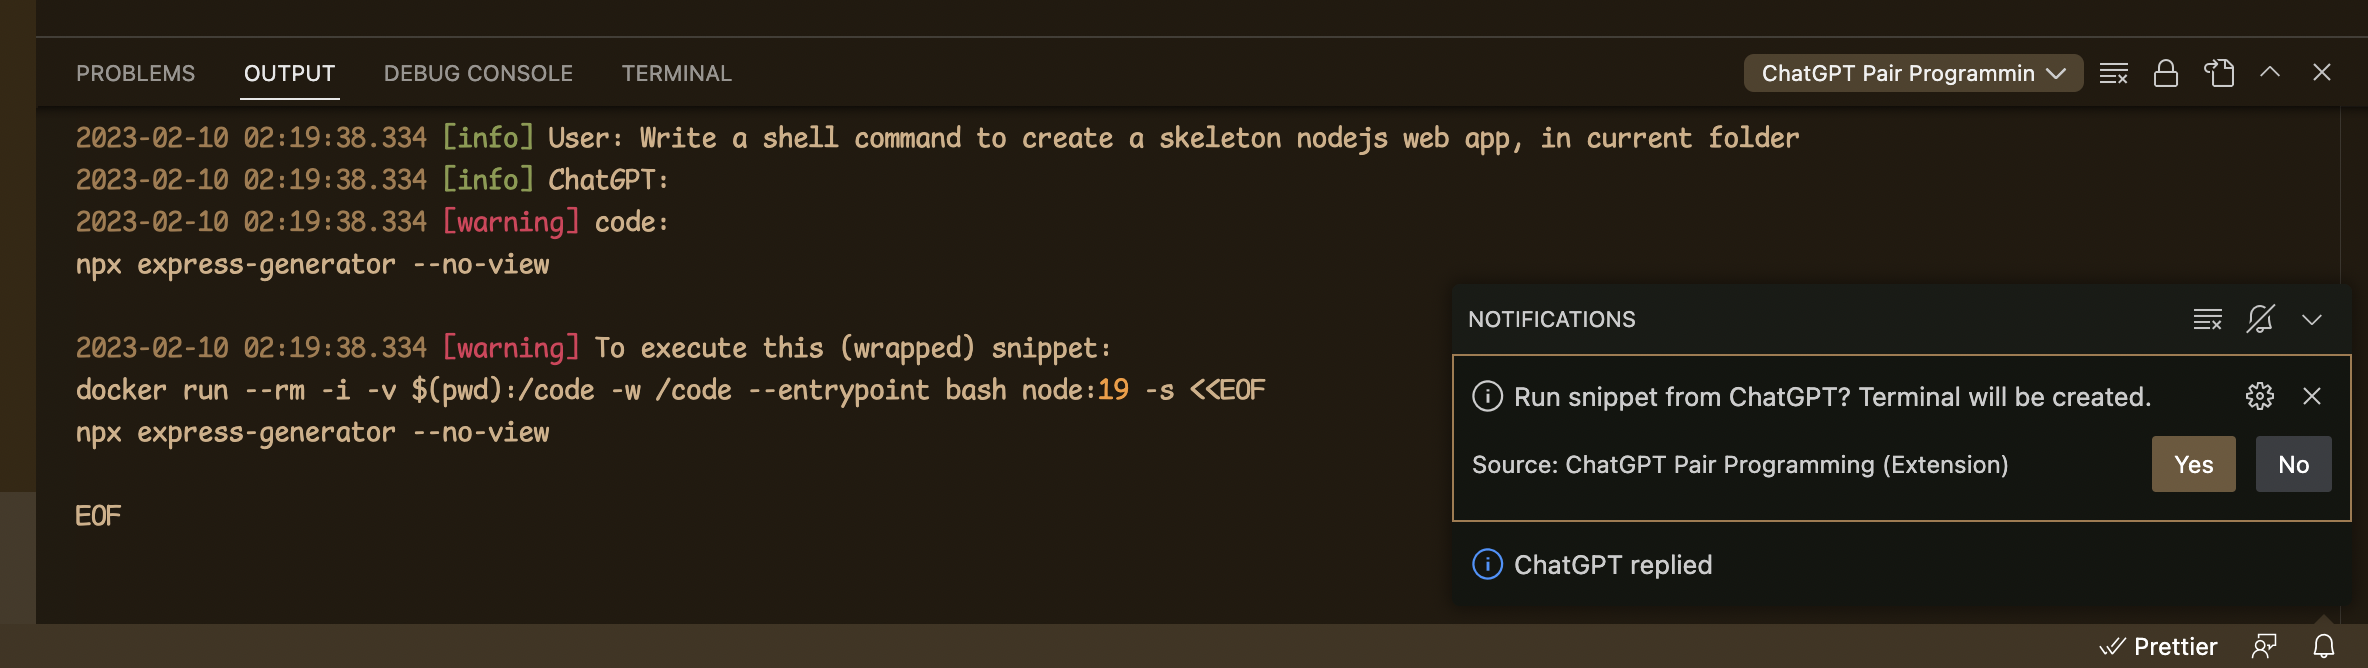 PROBLEMS OUTPUT DEBUG CONSOLE TERMINAL ChatGPT Pair Programmin
2023-02-10 02:19:38.334 [info] User: Write a shell command to create a skeleton nodejs web app, in current folder
2023-02-10 02:19:38.334 [info] ChatGPT:
2023-02-10 02:19:38.334 [warning] code:
npx express-generator --no-view
2023-02-10 02:19:38.334 [warning] To execute this (wrapped) snippet:
docker run --rm -i -v $(pwd):/code -w /code --entrypoint bash node:19 -s <<EOF
npx express-generator --no-view
EOF
NOTIFICATIONS
Run snippet from ChatGPT? Terminal will be created.
Source: ChatGPT Pair Programming (Extension) Yes No
ChatGPT replied
Prettier